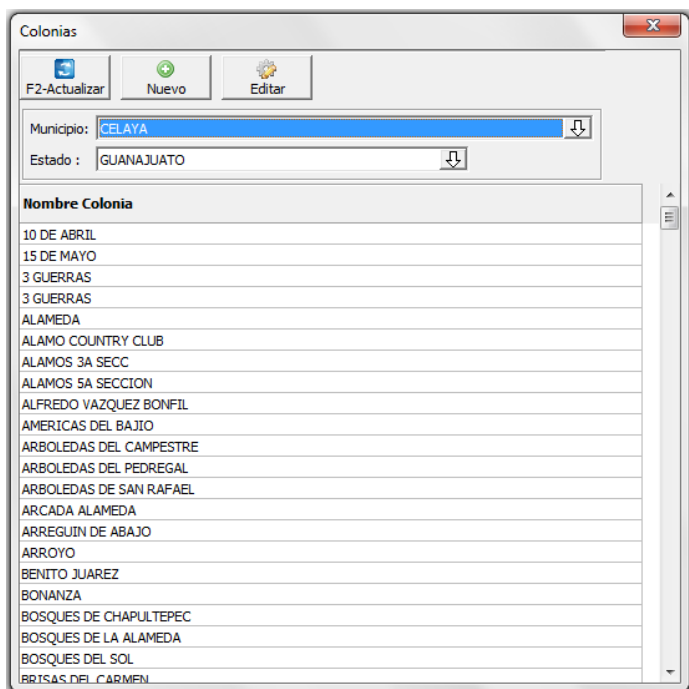 Colonias
F2-Actualizar Nuevo Editar
Municipio: CELAYA
Estado : GUANAJUATO
Nombre Colonia
10 DE ABRIL
15 DE MAYO
3 GUERRAS
3 GUERRAS
ALAMEDA
ALAMO COUNTRY CLUB
ALAMOS 3A SECC
ALAMOS 5A SECCION
ALFREDO VAZQUEZ BONFIL
AMERICAS DEL BAJIO
ARBOLEDAS DEL CAMPESTRE
ARBOLEDAS DEL PEDREGAL
ARBOLEDAS DE SAN RAFAEL
ARCADA ALAMEDA
ARREGUIN DE ABAJO
ARROYO
BENITO JUAREZ
BONANZA
BOSQUES DE CHAPULTEPEC
BOSQUES DE LA ALAMEDA
BOSQUES DEL SOL
BRISAS DEL CARMEN